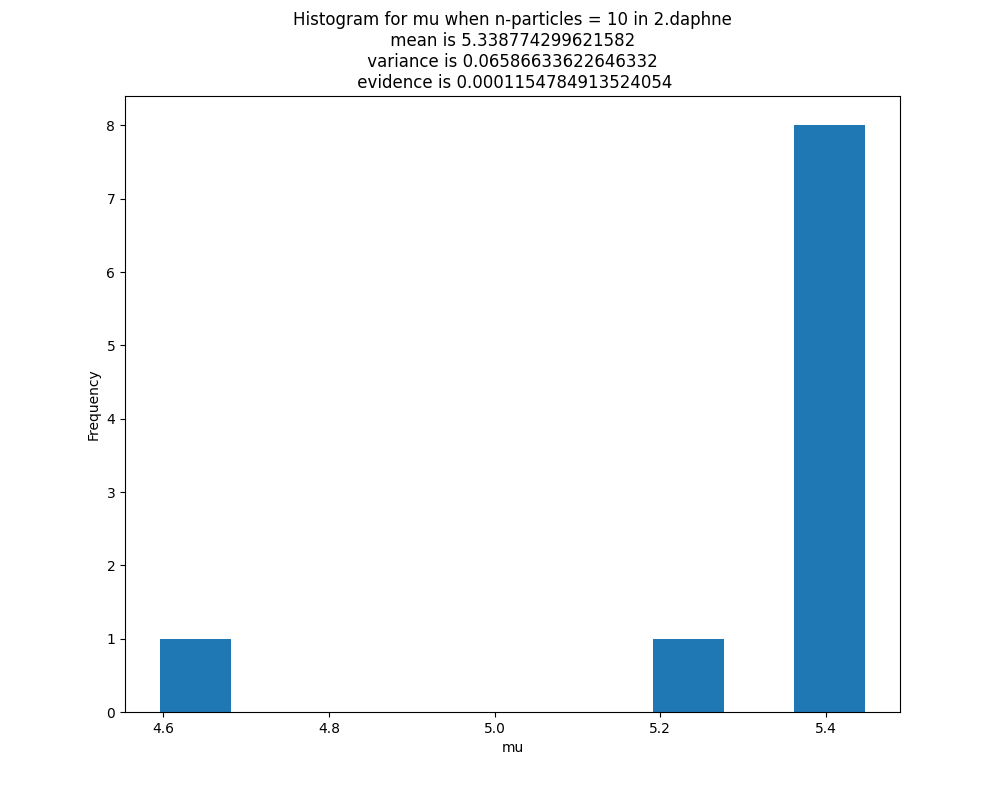 Histogram for mu when n-particles = 10 in 2.daphne
mean is 5.338774299621582
variance is 0.06586633622646332
evidence is 0.0001154784913524054
8
7
6
5
4
3
2
1
0
Frequency
4.6 4.8 5.0 5.2 5.4
mu